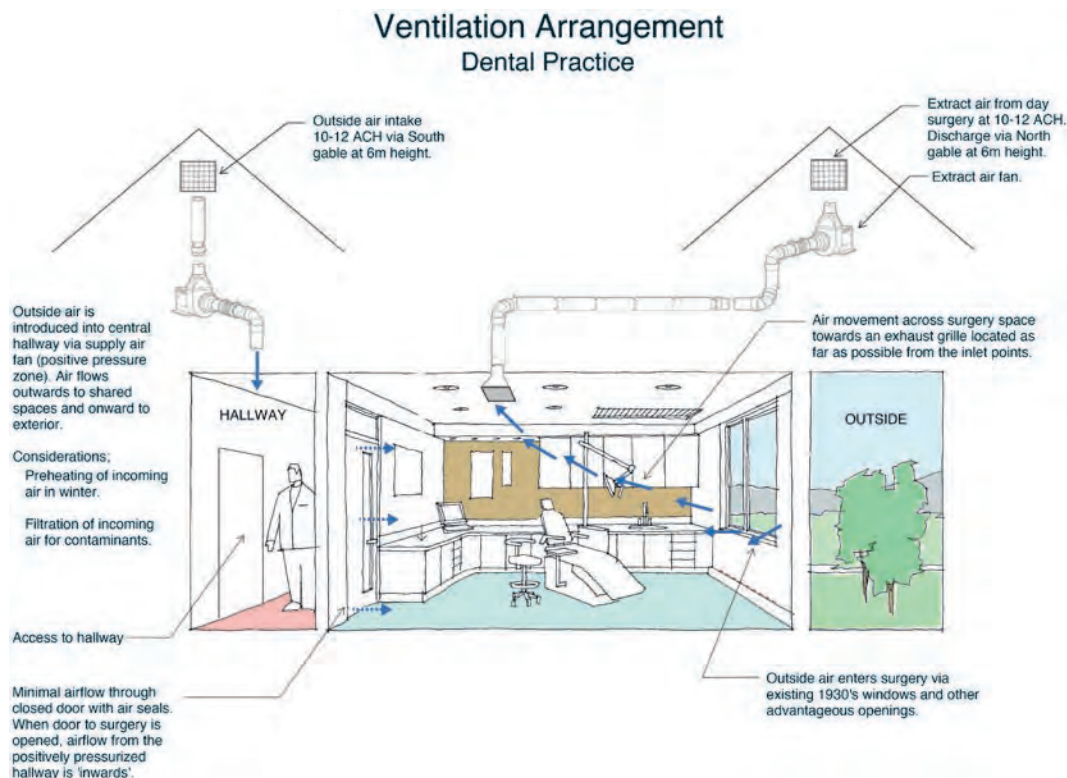 Ventilation Arrangement
Dental Practice
Outside air intake
10-12 ACH via South
gable at 6m height.
Extract air from day
surgery at 10-12 ACH.
Discharge via North
gable at 6m height.
Extract air fan.
Outside air is
introduced into central
hallway via supply air
fan (positive pressure
zone). Air flows
outwards to shared
spaces and onward to
exterior.
Considerations;
Preheating of incoming
air in winter.
Filtration of incoming
air for contaminants.
Air movement across surgery space
towards an exhaust grille located as
far as possible from the inlet points.
HALLWAY
OUTSIDE
Access to hallway
Minimal airflow through
closed door with air seals.
When door to surgery is
opened, airflow from the
positively pressurized
hallway is 'inwards'.
Outside air enters surgery via
existing 1930's windows and other
advantageous openings.